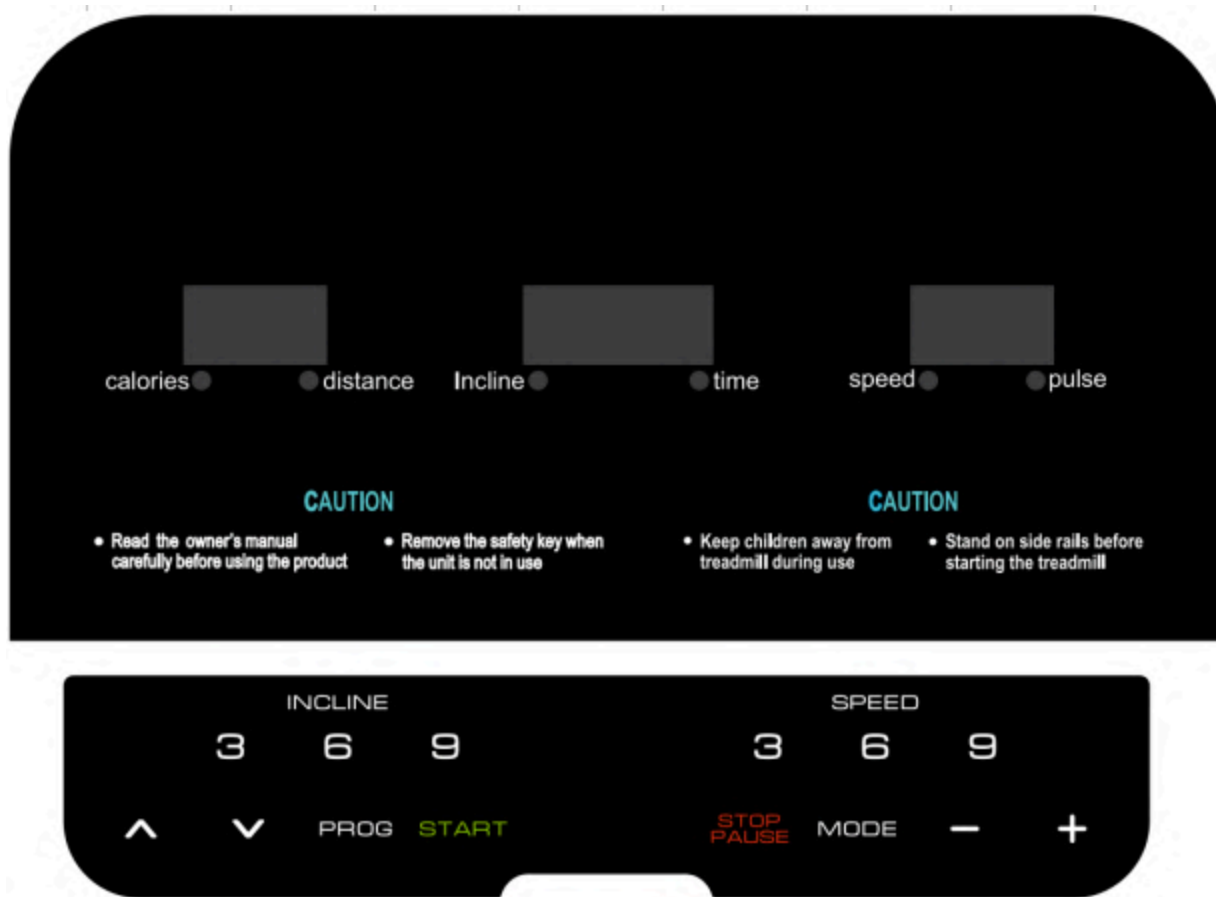 calories distance Incline time speed pulse
CAUTION
• Read the owner's manual
carefully before using the product
• Remove the safety key when
the unit is not in use
CAUTION
• Keep children away from
treadmill during use
• Stand on side rails before
starting the treadmill
INCLINE
3 6 9
SPEED
3 6 9
PROG START
STOP
PAUSE
MODE - +